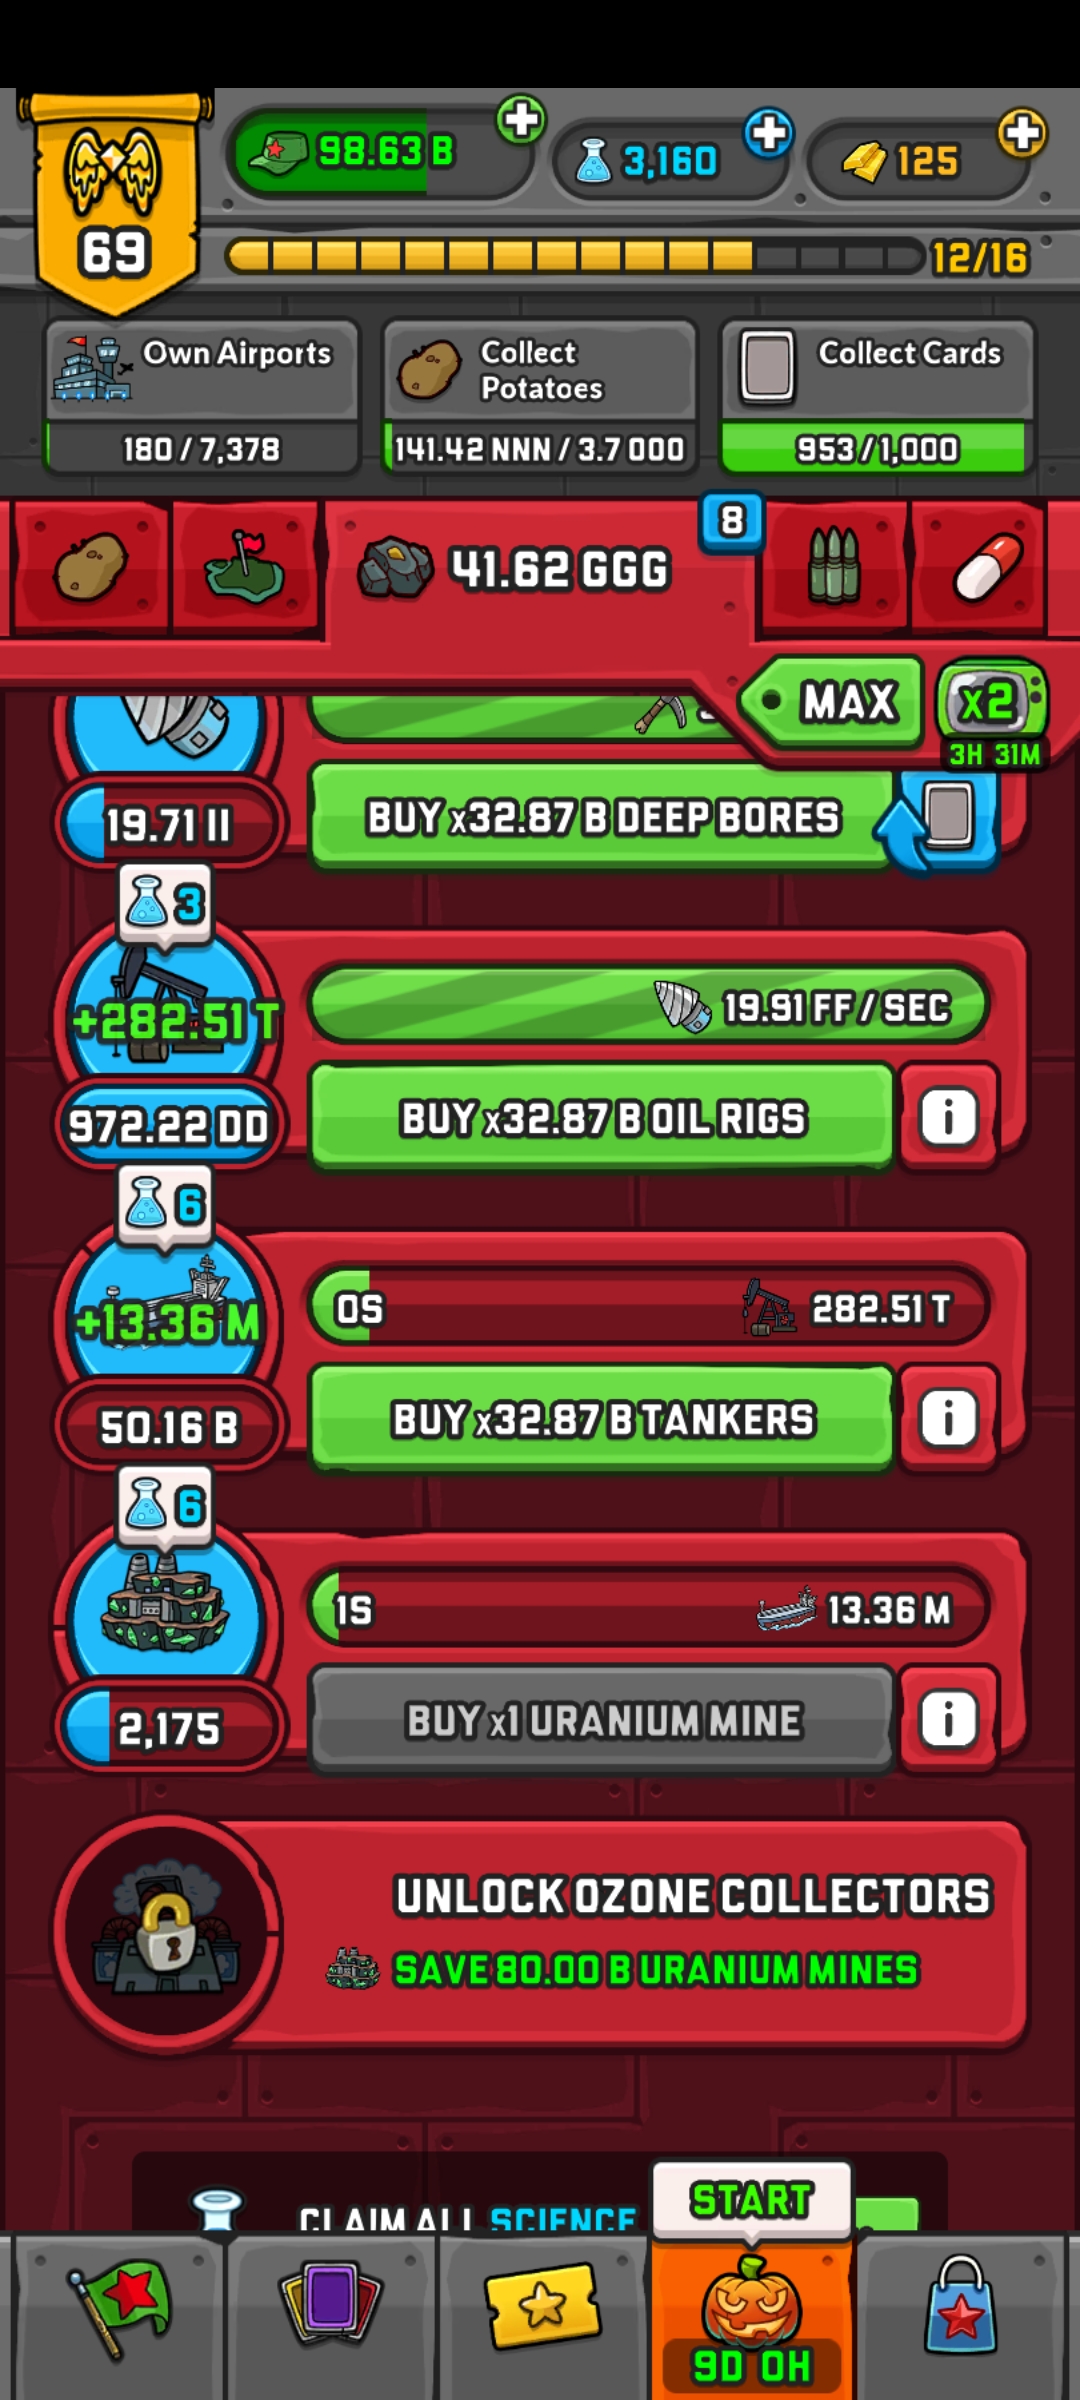 98.63 B
3,160
125
69
12/16
Own Airports
180 / 7,378
Collect
Potatoes
141.42 NNN / 3.7 OOO
Collect Cards
953 / 1,000
41.62 GGG
8
MAX
x2
3H 31M
19.71 II
BUY x32.87 B DEEP BORES
3
+282.51 T
19.91 FF / SEC
972.22 DD
BUY x32.87 B OIL RIGS
i
6
+13.36 M
0S
282.51 T
50.16 B
BUY x32.87 B TANKERS
i
6
1S
13.36 M
2,175
BUY x1 URANIUM MINE
i
UNLOCK OZONE COLLECTORS
SAVE 80.00 B URANIUM MINES
CLAIM ALL SCIENCE
START
9D 0H